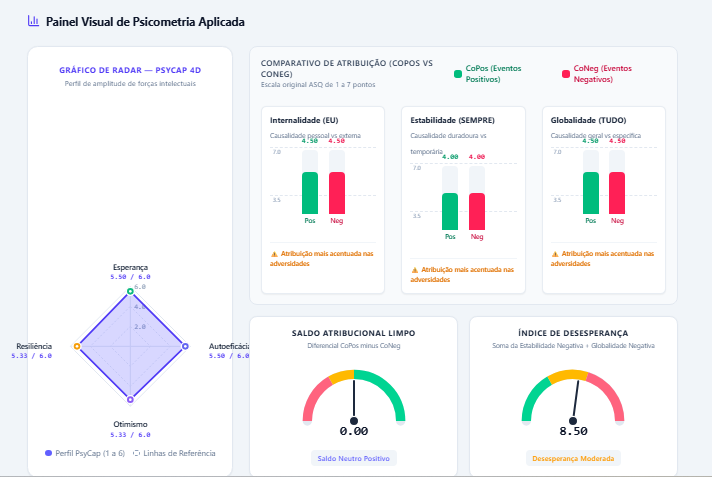 Painel Visual de Psicometria Aplicada
GRÁFICO DE RADAR — PSYCAP 4D
Perfil de amplitude de forças intelectuais
Esperança
5.50 / 6.0
6.0
4.0
2.0
Resiliência
5.33 / 6.0
Autoeficácia
5.50 / 6.0
Otimismo
5.33 / 6.0
Perfil PsyCap (1 a 6)
Linhas de Referência
COMPARATIVO DE ATRIBUIÇÃO (COPOS VS
CONEG)
Escala original ASQ de 1 a 7 pontos
CoPos (Eventos
Positivos)
CoNeg (Eventos
Negativos)
Internalidade (EU)
Causalidade pessoal vs externa
4.50 4.50
7.0
3.5
Pos Neg
⚠ Atribuição mais acentuada nas
adversidades
Estabilidade (SEMPRE)
Causalidade duradoura vs
temporária
4.00 4.00
7.0
3.5
Pos Neg
⚠ Atribuição mais acentuada nas
adversidades
Globalidade (TUDO)
Causalidade geral vs específica
4.50 4.50
7.0
3.5
Pos Neg
⚠ Atribuição mais acentuada nas
adversidades
SALDO ATRIBUCIONAL LIMPO
Diferencial CoPos minus CoNeg
0.00
Saldo Neutro Positivo
ÍNDICE DE DESESPERANÇA
Soma da Estabilidade Negativa + Globalidade Negativa
8.50
Desesperança Moderada